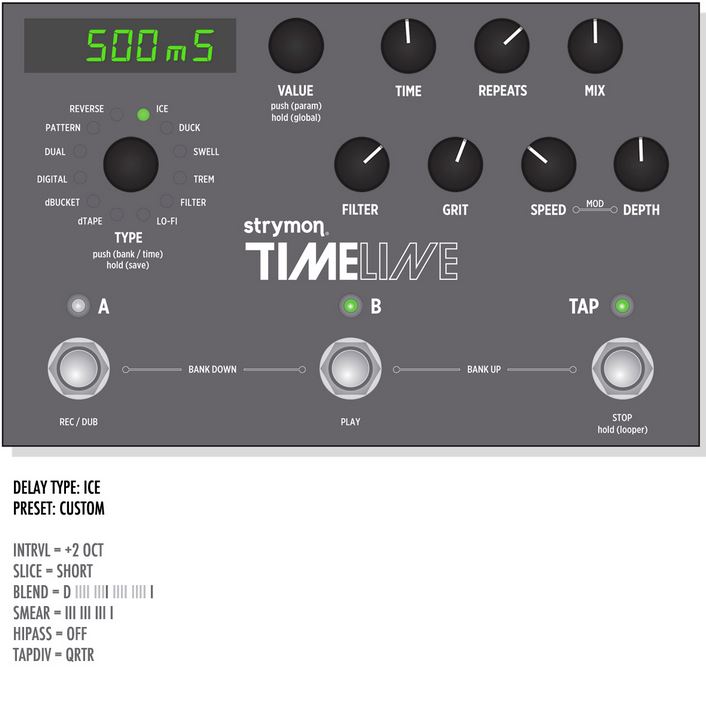 500mS
VALUE
push (param)
hold (global)
TIME
REPEATS
MIX
REVERSE
ICE
PATTERN
DUCK
DUAL
SWELL
DIGITAL
TREM
dBUCKET
FILTER
dTAPE
LO-FI
TYPE
push (bank / time)
hold (save)
FILTER
GRIT
SPEED
MOD
DEPTH
strymon®
TIMELINE
A
B
TAP
BANK DOWN
BANK UP
REC / DUB
PLAY
STOP
hold (looper)
DELAY TYPE: ICE
PRESET: CUSTOM
INTRVL = +2 OCT
SLICE = SHORT
BLEND = D IIII IIII IIII IIII I
SMEAR = III III III I
HIPASS = OFF
TAPDIV = QRTR